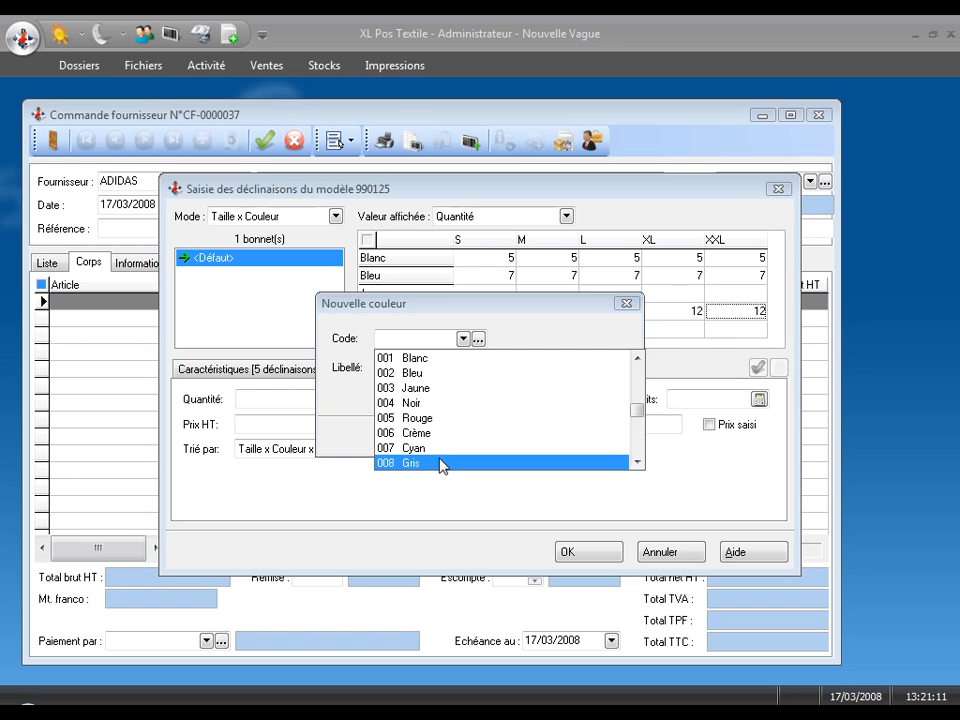 XL Pos Textile - Administrateur - Nouvelle Vague
Dossiers Fichiers Activité Ventes Stocks Impressions
Commande fournisseur N°CF-0000037
Fournisseur : ADIDAS
Date : 17/03/2008
Référence :
Liste Corps
Article
HT
Saisie des déclinaisons du modèle 990125
Mode : Taille x Couleur Valeur affichée : Quantité
1 bonnet(s)
<Défaut>
S M L XL XXL
Blanc 5 5 5 5 5
Bleu 7 7 7 7 7
12 12
Nouvelle couleur
Code:
Libellé:
001 Blanc
002 Bleu
003 Jaune
004 Noir
005 Rouge
006 Crème
007 Cyan
008 Gris
Caractéristiques [5 déclinaisons
Quantité:
Prix HT: Prix saisi
Trié par: Taille x Couleur x
OK Annuler Aide
Total brut HT : Remise : Escompte : Total net HT :
Mt. franco : Total TVA :
Total TPF :
Paiement par : Echéance au : 17/03/2008 Total TTC :
17/03/2008 13:21:11